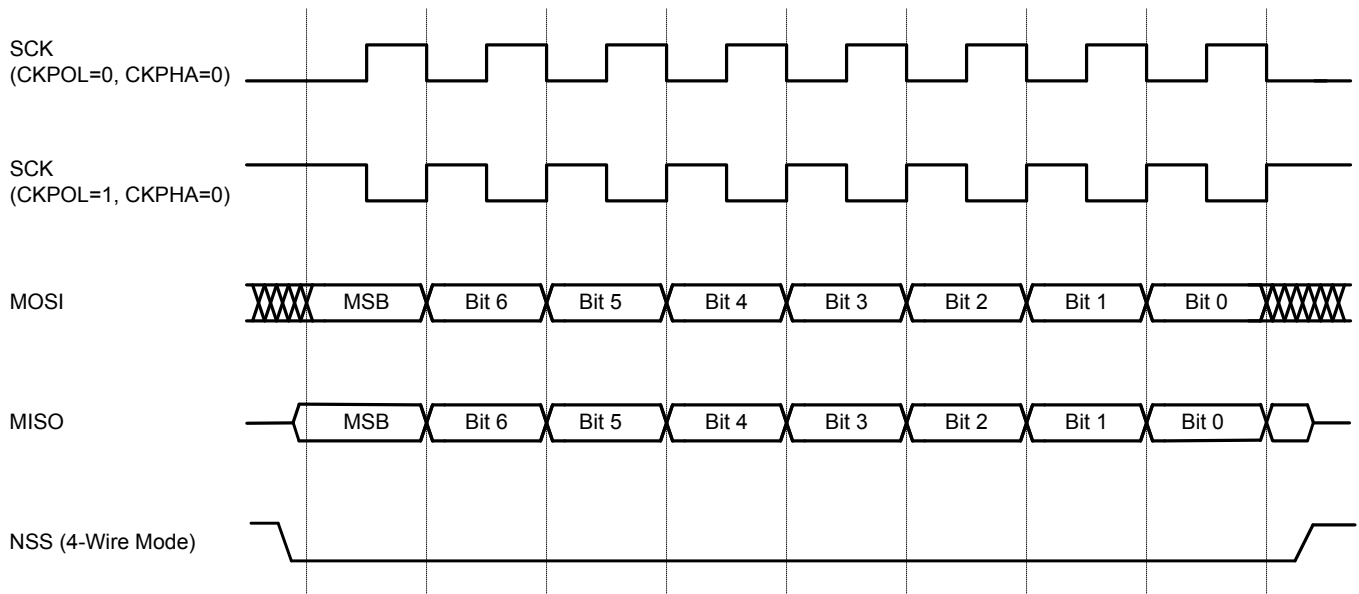 SCK
(CKPOL=0, CKPHA=0)
SCK
(CKPOL=1, CKPHA=0)
MOSI
MSB
Bit 6
Bit 5
Bit 4
Bit 3
Bit 2
Bit 1
Bit 0
MISO
MSB
Bit 6
Bit 5
Bit 4
Bit 3
Bit 2
Bit 1
Bit 0
NSS (4-Wire Mode)